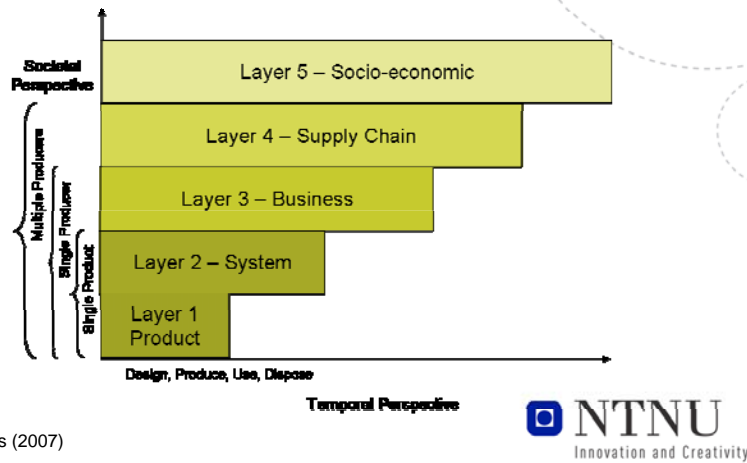 Societal
Perspective
Layer 5 – Socio-economic
Layer 4 – Supply Chain
Layer 3 – Business
Layer 2 – System
Layer 1
Product
Multiple Producers
Single Producer
Single Product
Design, Produce, Use, Dispose
Temporal Perspective
s (2007)
NTNU
Innovation and Creativity